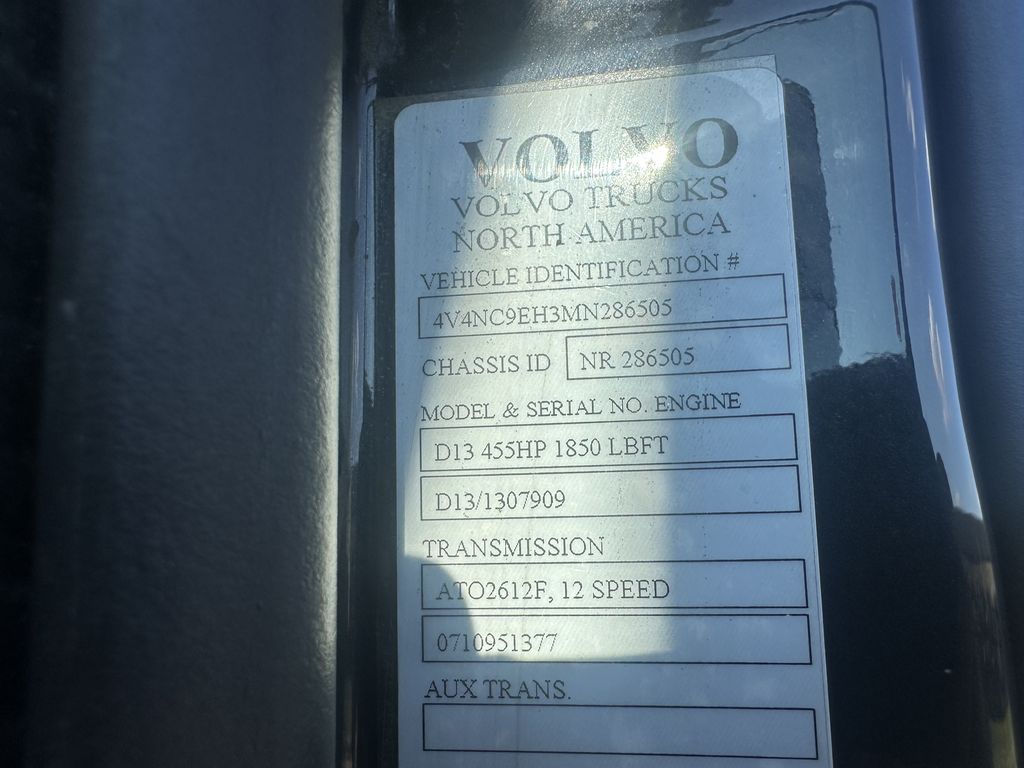 VOLVO
VOLVO TRUCKS
NORTH AMERICA
VEHICLE IDENTIFICATION #
4V4NC9EH3MN286505
CHASSIS ID NR 286505
MODEL & SERIAL NO. ENGINE
D13 455HP 1850 LBFT
D13/1307909
TRANSMISSION
ATO2612F, 12 SPEED
0710951377
AUX TRANS.